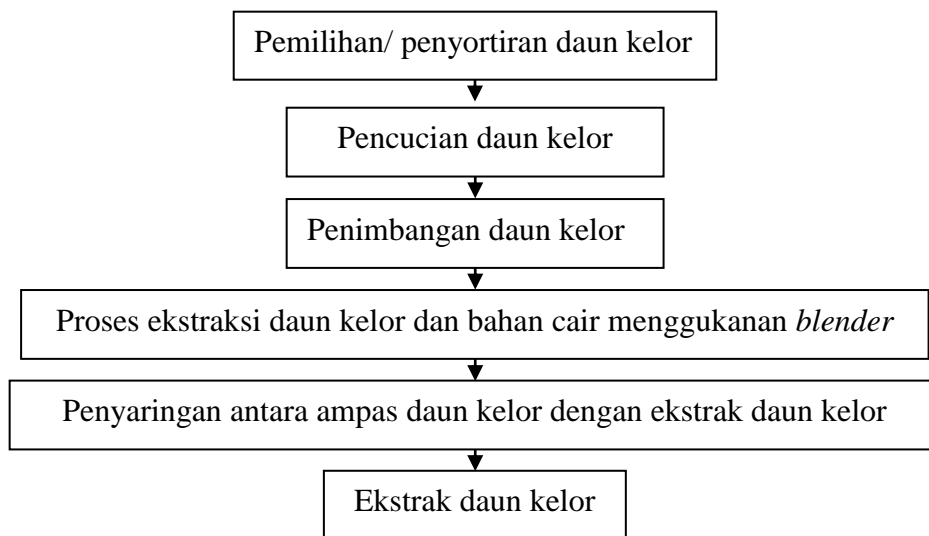 Pemilihan/ penyortiran daun kelor
Pencucian daun kelor
Penimbangan daun kelor
Proses ekstraksi daun kelor dan bahan cair menggukanan blender
Penyaringan antara ampas daun kelor dengan ekstrak daun kelor
Ekstrak daun kelor